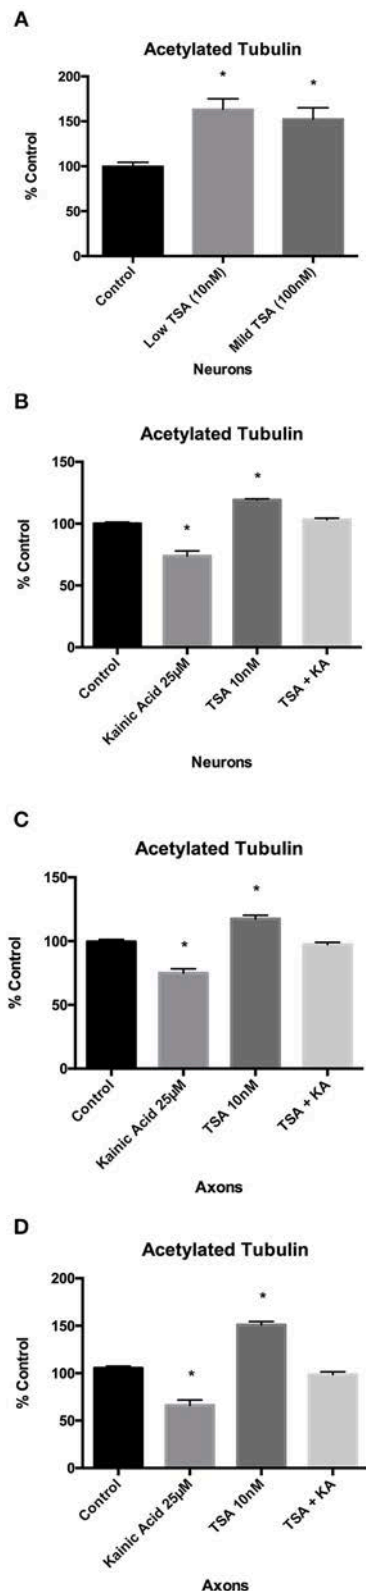 A
Acetylated Tubulin
200
150
100
50
0
% Control
*
*
Control
Low TSA (10nM)
Mild TSA (100nM)
Neurons
B
Acetylated Tubulin
150
100
50
0
% Control
*
*
Control
Kainic Acid 25μM
TSA 10nM
TSA + KA
Neurons
C
Acetylated Tubulin
150
100
50
0
% Control
*
*
Control
Kainic Acid 25μM
TSA 10nM
TSA + KA
Axons
D
Acetylated Tubulin
200
150
100
50
0
% Control
*
*
Control
Kainic Acid 25μM
TSA 10nM
TSA + KA
Axons